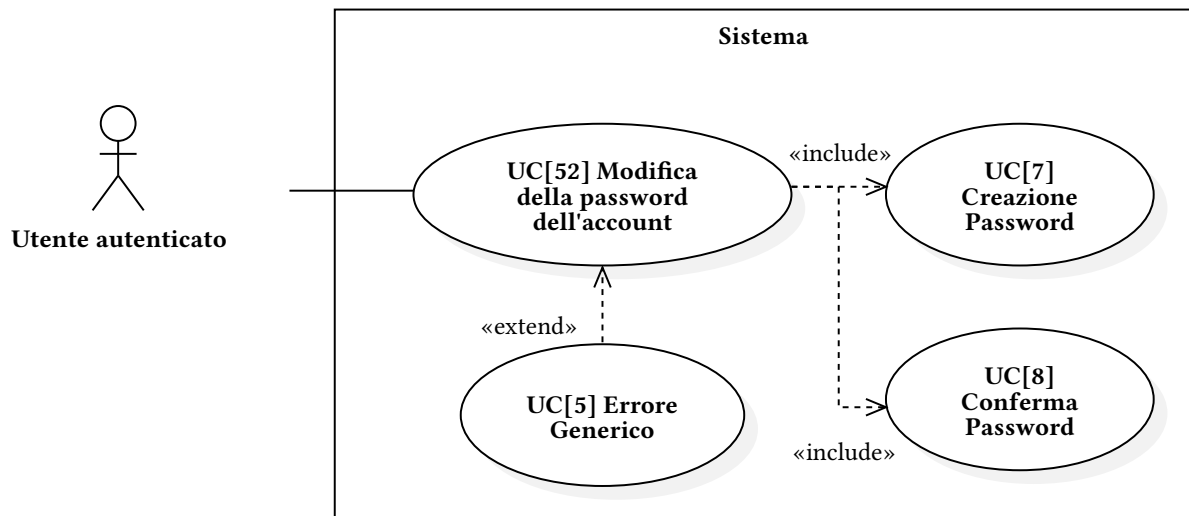 Sistema
Utente autenticato
UC[52] Modifica
della password
dell'account
«include»
UC[7]
Creazione
Password
«extend»
UC[5] Errore
Generico
UC[8]
Conferma
Password
«include»